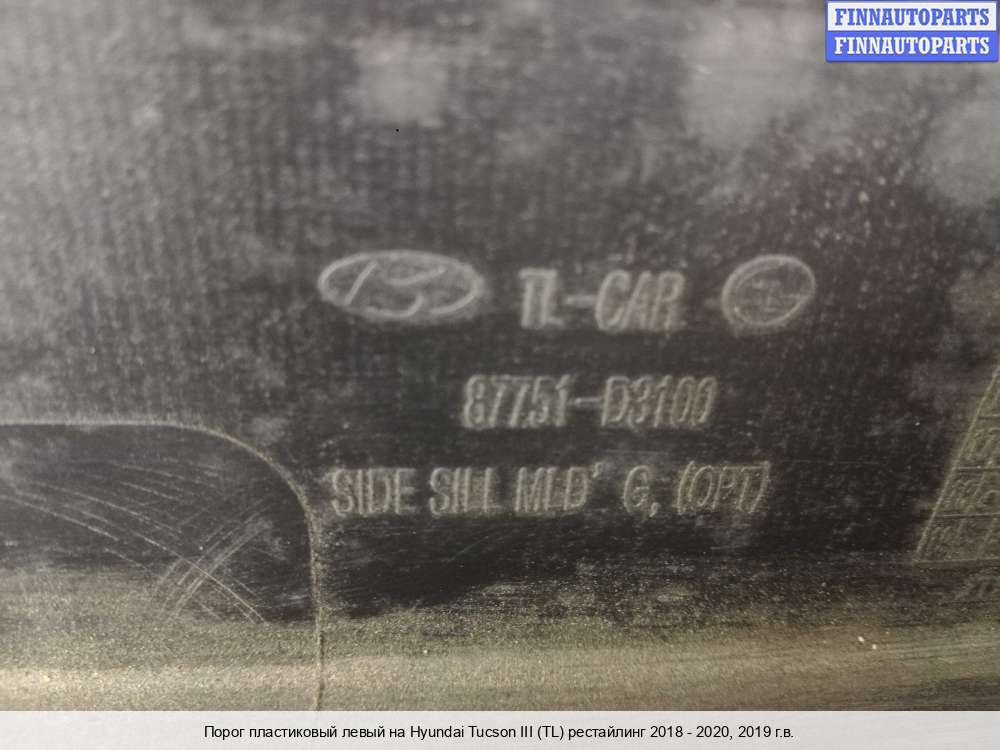 FINNAUTOPARTS
FINNAUTOPARTS
TL-CAR
87751-D3100
SIDE SILL MLD' G, (OPT)
Порог пластиковый левый на Hyundai Tucson III (TL) рестайлинг 2018 - 2020, 2019 г.в.